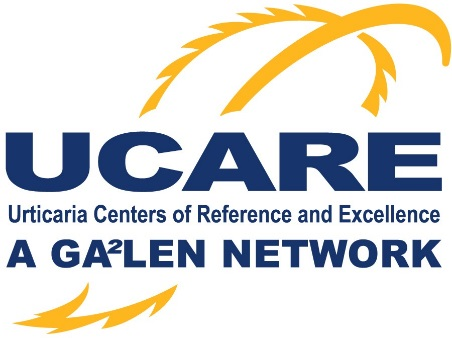 UCARE
Urticaria Centers of Reference and Excellence
A GA²LEN NETWORK